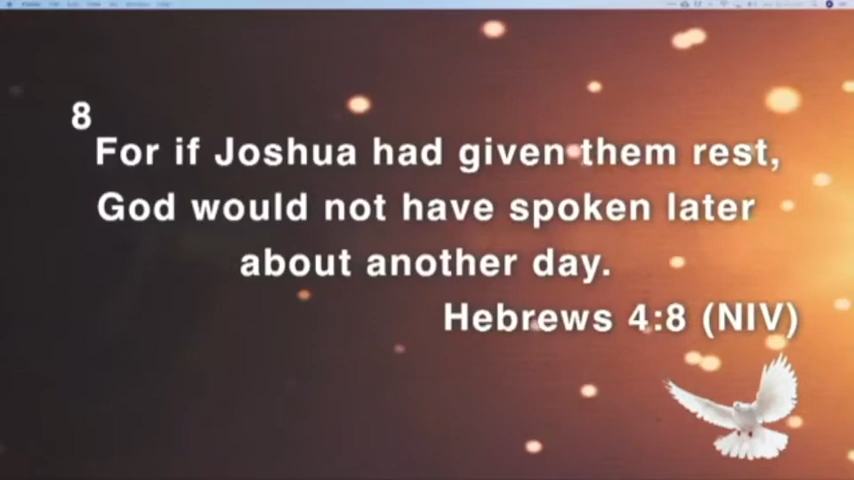 8
For if Joshua had given them rest,
God would not have spoken later
about another day.
Hebrews 4:8 (NIV)